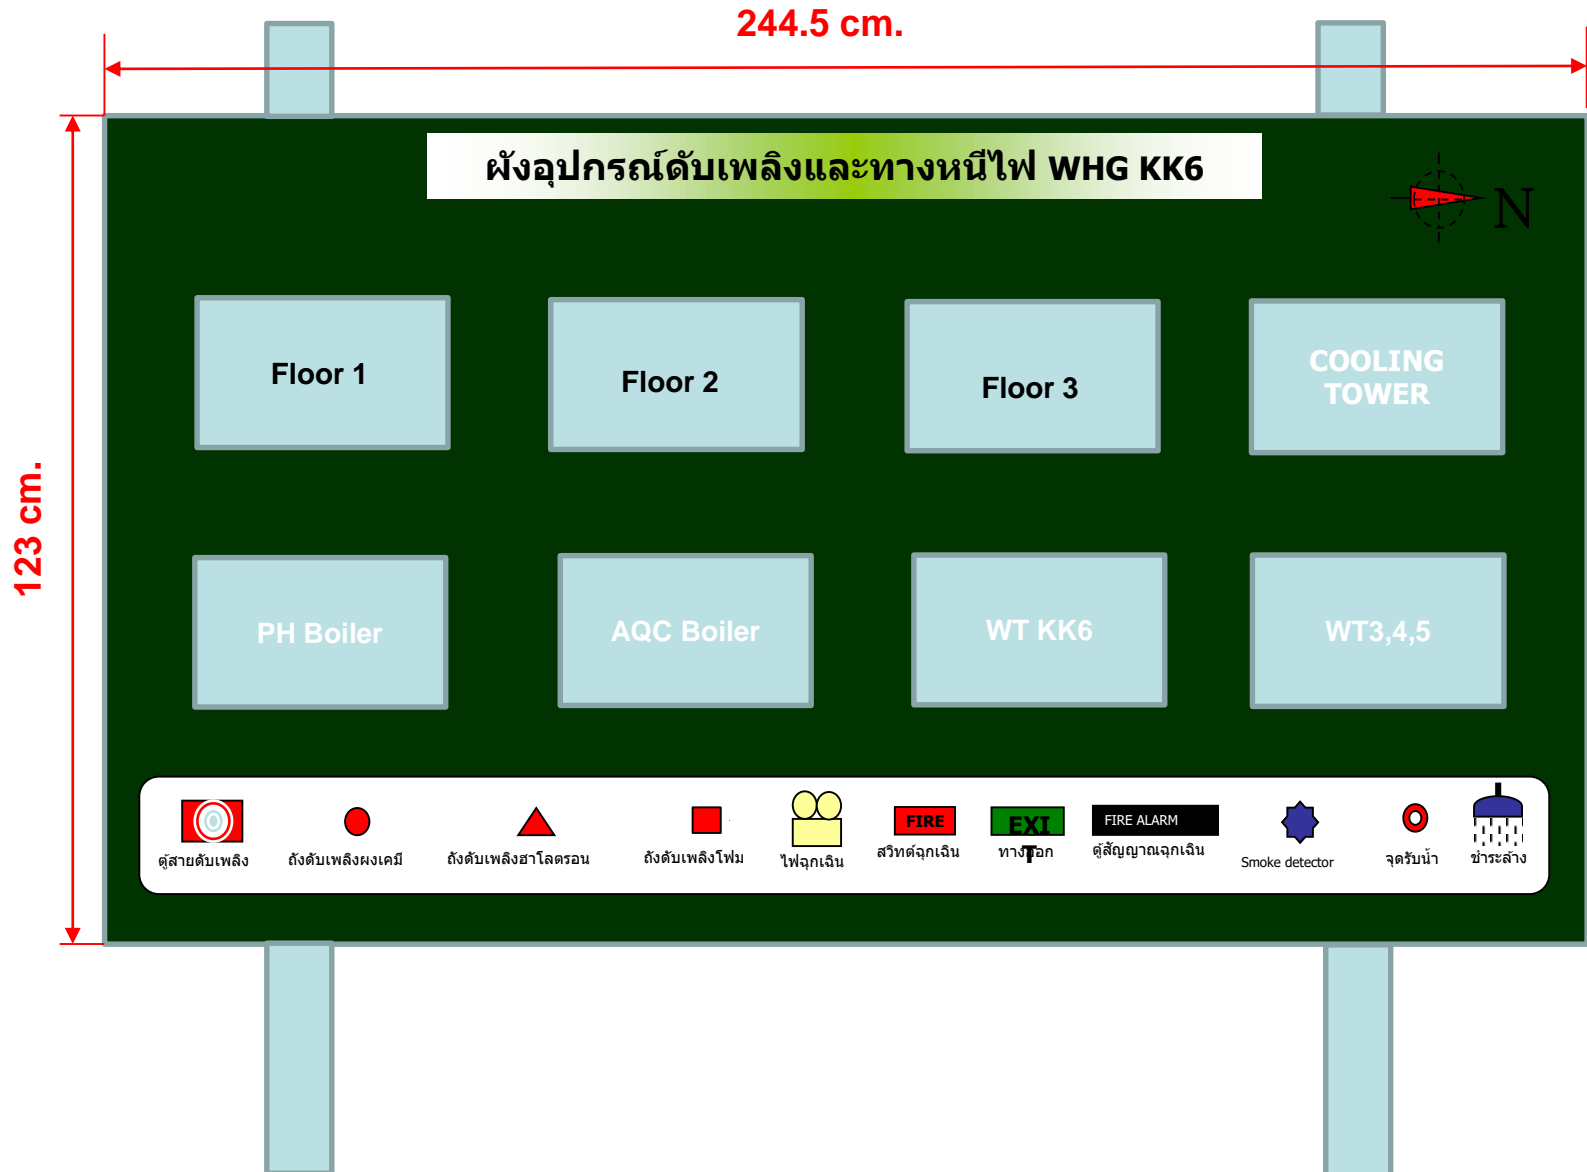 244.5 cm.
ผังอุปกรณ์ดับเพลิงและทางหนีไฟ WHG KK6
N
123 cm.
Floor 1
Floor 2
Floor 3
COOLING
TOWER
PH Boiler
AQC Boiler
WT KK6
WT3,4,5
FIRE
EXI
T
FIRE ALARM
ตู้สายดับเพลิง
ถังดับเพลิงผงเคมี
ถังดับเพลิงฮาโลตรอน
ถังดับเพลิงโฟม
ไฟฉุกเฉิน
สวิทต์ฉุกเฉิน
ทางออก
ตู้สัญญาณฉุกเฉิน
Smoke detector
จุดรับน้ำ
ชำระล้าง